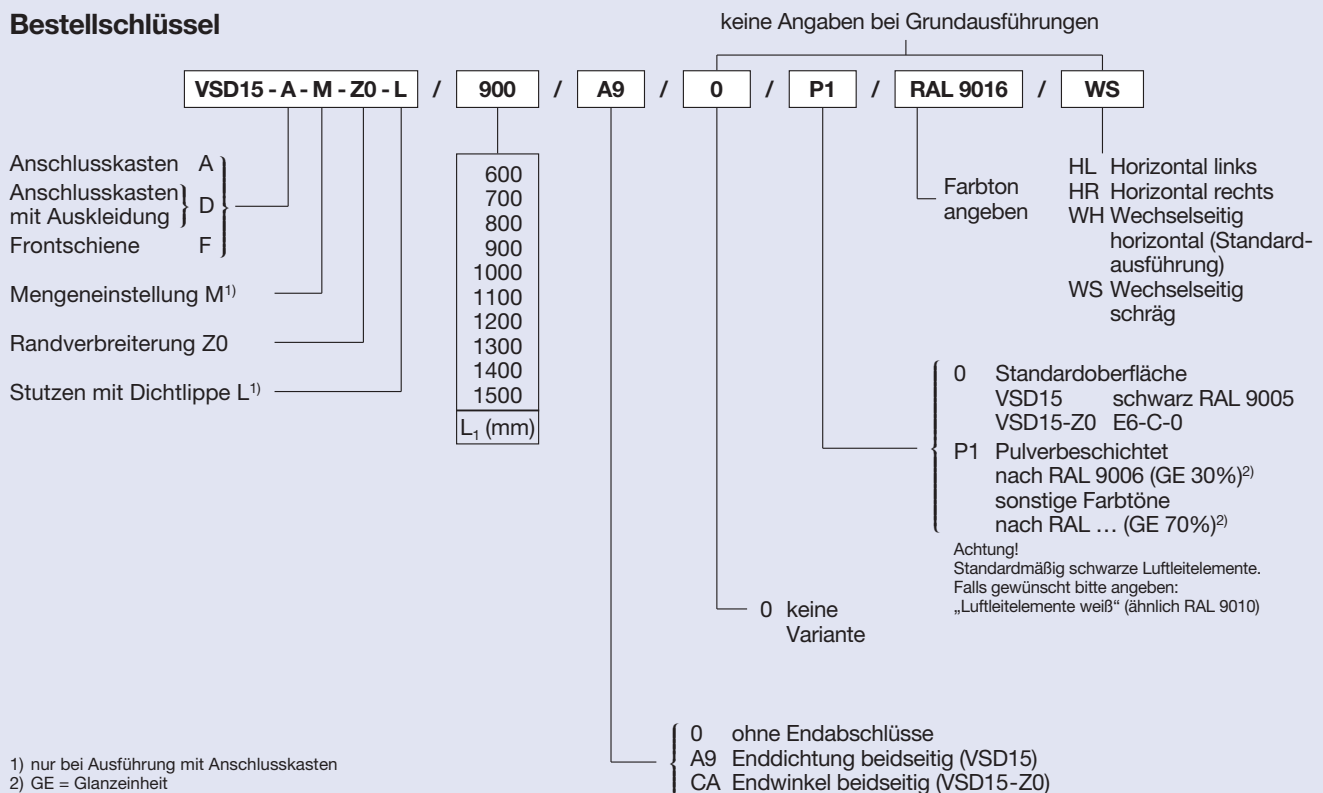 Bestellschlüssel
keine Angaben bei Grundausführungen
VSD15 - A - M - Z0 - L / 900 / A9 / 0 / P1 / RAL 9016 / WS
Anschlusskasten A
Anschlusskasten
mit Auskleidung D
Frontschiene F
Mengeneinstellung M1)
Randverbreiterung Z0
Stutzen mit Dichtlippe L1)
600
700
800
900
1000
1100
1200
1300
1400
1500
L1 (mm)
Farbton
angeben
HL Horizontal links
HR Horizontal rechts
WH Wechselseitig
horizontal (Standard-
ausführung)
WS Wechselseitig
schräg
0 Standardoberfläche
VSD15 schwarz RAL 9005
VSD15-Z0 E6-C-0
P1 Pulverbeschichtet
nach RAL 9006 (GE 30%)2)
sonstige Farbtöne
nach RAL … (GE 70%)2)
Achtung!
Standardmäßig schwarze Luftleitelemente.
Falls gewünscht bitte angeben:
„Luftleitelemente weiß“ (ähnlich RAL 9010)
0 keine
Variante
0 ohne Endabschlüsse
A9 Enddichtung beidseitig (VSD15)
CA Endwinkel beidseitig (VSD15-Z0)
1) nur bei Ausführung mit Anschlusskasten
2) GE = Glanzeinheit